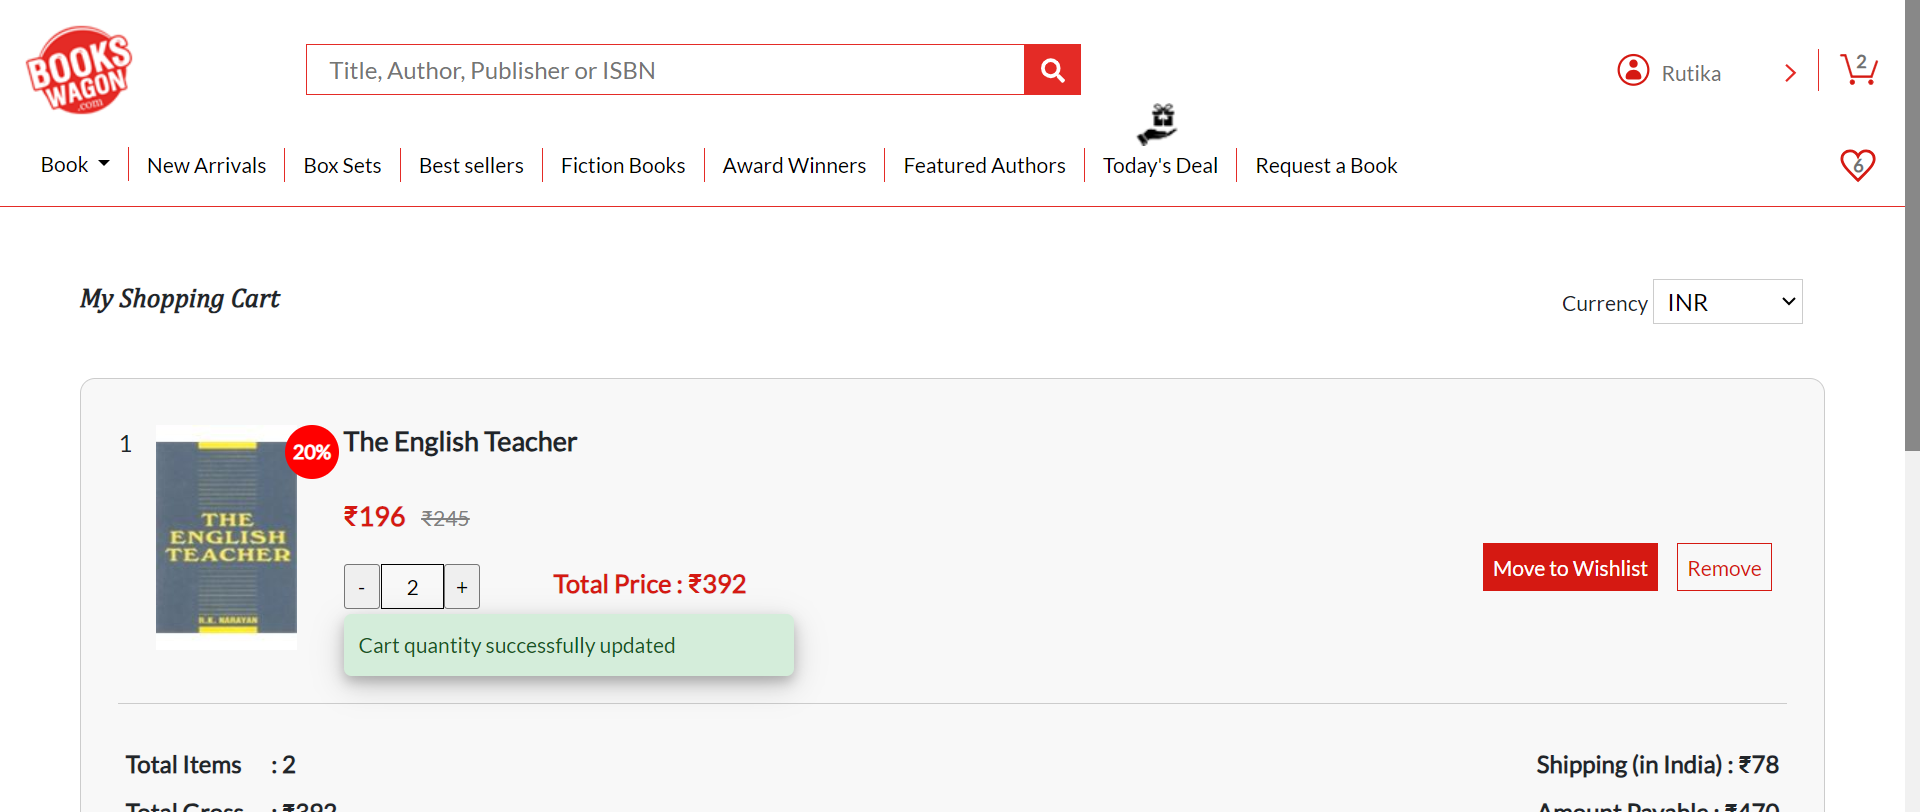 BOOKS
WAGON
.com
Title, Author, Publisher or ISBN
Rutika
2
Book
New Arrivals
Box Sets
Best sellers
Fiction Books
Award Winners
Featured Authors
Today's Deal
Request a Book
6
My Shopping Cart
Currency
INR
1
THE
ENGLISH
TEACHER
R.K. NARAYAN
20%
The English Teacher
₹196 ₹245
- 2 +
Total Price : ₹392
Move to Wishlist
Remove
Cart quantity successfully updated
Total Items : 2
Shipping (in India) : ₹78
Total Gross : ₹392
Amount Payable : ₹470